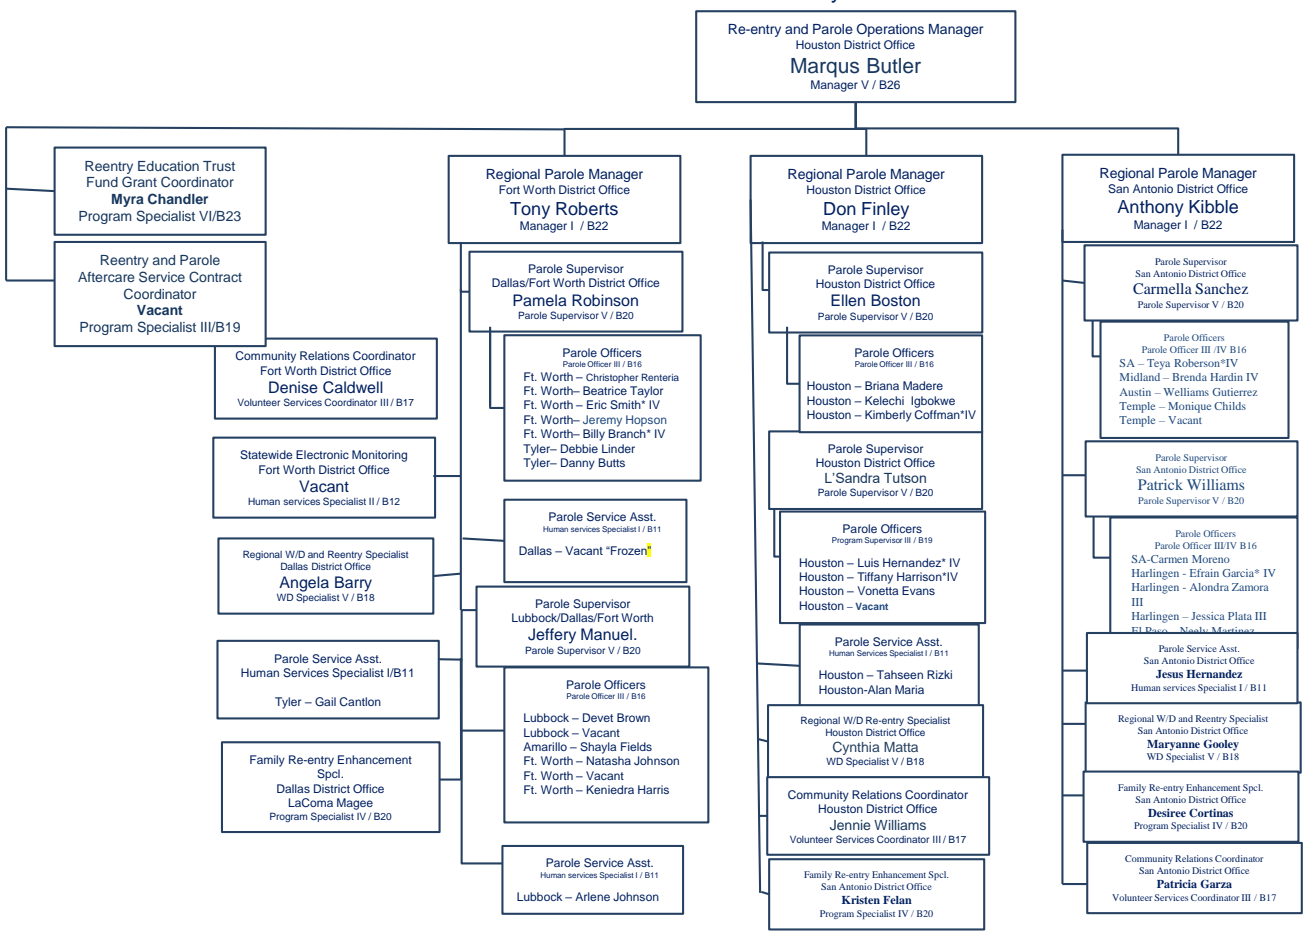 Re-entry and Parole Operations Manager
Houston District Office
Marqus Butler
Manager V / B26
Reentry Education Trust
Fund Grant Coordinator
Myra Chandler
Program Specialist VI/B23
Reentry and Parole
Aftercare Service Contract
Coordinator
Vacant
Program Specialist III/B19
Community Relations Coordinator
Fort Worth District Office
Denise Caldwell
Volunteer Services Coordinator III / B17
Statewide Electronic Monitoring
Fort Worth District Office
Vacant
Human services Specialist II / B12
Regional W/D and Reentry Specialist
Dallas District Office
Angela Barry
WD Specialist V / B18
Parole Service Asst.
Human Services Specialist I/B11
Tyler – Gail Cantlon
Family Re-entry Enhancement
Spcl.
Dallas District Office
LaComa Magee
Program Specialist IV / B20
Regional Parole Manager
Fort Worth District Office
Tony Roberts
Manager I / B22
Parole Supervisor
Dallas/Fort Worth District Office
Pamela Robinson
Parole Supervisor V / B20
Parole Officers
Parole Officer III / B16
Ft. Worth – Christopher Renteria
Ft. Worth– Beatrice Taylor
Ft. Worth – Eric Smith* IV
Ft. Worth– Jeremy Hopson
Ft. Worth– Billy Branch* IV
Tyler– Debbie Linder
Tyler– Danny Butts
Parole Service Asst.
Human services Specialist I / B11
Dallas – Vacant “Frozen”
Parole Supervisor
Lubbock/Dallas/Fort Worth
Jeffery Manuel.
Parole Supervisor V / B20
Parole Officers
Parole Officer III / B16
Lubbock – Devet Brown
Lubbock – Vacant
Amarillo – Shayla Fields
Ft. Worth – Natasha Johnson
Ft. Worth – Vacant
Ft. Worth – Keniedra Harris
Parole Service Asst.
Human services Specialist I / B11
Lubbock – Arlene Johnson
Regional Parole Manager
Houston District Office
Don Finley
Manager I / B22
Parole Supervisor
Houston District Office
Ellen Boston
Parole Supervisor V / B20
Parole Officers
Parole Officer III / B16
Houston – Briana Madere
Houston – Kelechi Igbokwe
Houston – Kimberly Coffman*IV
Parole Supervisor
Houston District Office
L’Sandra Tutson
Parole Supervisor V / B20
Parole Officers
Program Supervisor III / B19
Houston – Luis Hernandez* IV
Houston – Tiffany Harrison*IV
Houston – Vonetta Evans
Houston – Vacant
Parole Service Asst.
Human Services Specialist I / B11
Houston – Tahseen Rizki
Houston-Alan Maria
Regional W/D Re-entry Specialist
Houston District Office
Cynthia Matta
WD Specialist V / B18
Community Relations Coordinator
Houston District Office
Jennie Williams
Volunteer Services Coordinator III / B17
Family Re-entry Enhancement Spcl.
San Antonio District Office
Kristen Felan
Program Specialist IV / B20
Regional Parole Manager
San Antonio District Office
Anthony Kibble
Manager I / B22
Parole Supervisor
San Antonio District Office
Carmella Sanchez
Parole Supervisor V / B20
Parole Officers
Parole Officer III /IV B16
SA – Teya Roberson*IV
Midland – Brenda Hardin IV
Austin – Welliams Gutierrez
Temple – Monique Childs
Temple – Vacant
Parole Supervisor
San Antonio District Office
Patrick Williams
Parole Supervisor V / B20
Parole Officers
Parole Officer III/IV B16
SA-Carmen Moreno
Harlingen - Efrain Garcia* IV
Harlingen - Alondra Zamora
III
Harlingen – Jessica Plata III
El Paso – Neely Martinez
Parole Service Asst.
San Antonio District Office
Jesus Hernandez
Human services Specialist I / B11
Regional W/D and Reentry Specialist
San Antonio District Office
Maryanne Gooley
WD Specialist V / B18
Family Re-entry Enhancement Spcl.
San Antonio District Office
Desiree Cortinas
Program Specialist IV / B20
Community Relations Coordinator
San Antonio District Office
Patricia Garza
Volunteer Services Coordinator III / B17